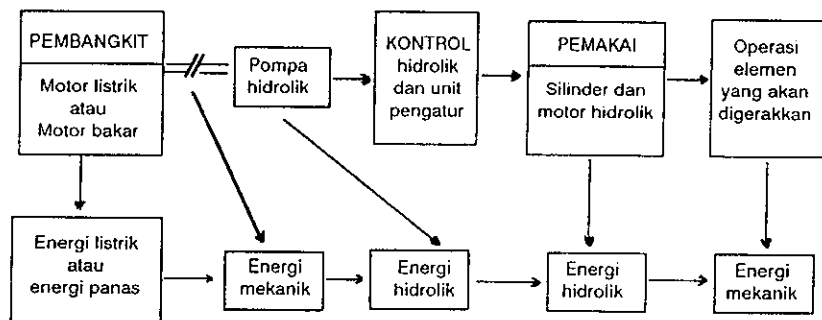 PEMBANGKIT
Motor listrik
atau
Motor bakar
Pompa
hidrolik
KONTROL
hidrolik
dan unit
pengatur
PEMAKAI
Silinder dan
motor hidrolik
Operasi
elemen
yang akan
digerakkan
Energi listrik
atau
energi panas
Energi
mekanik
Energi
hidrolik
Energi
hidrolik
Energi
mekanik